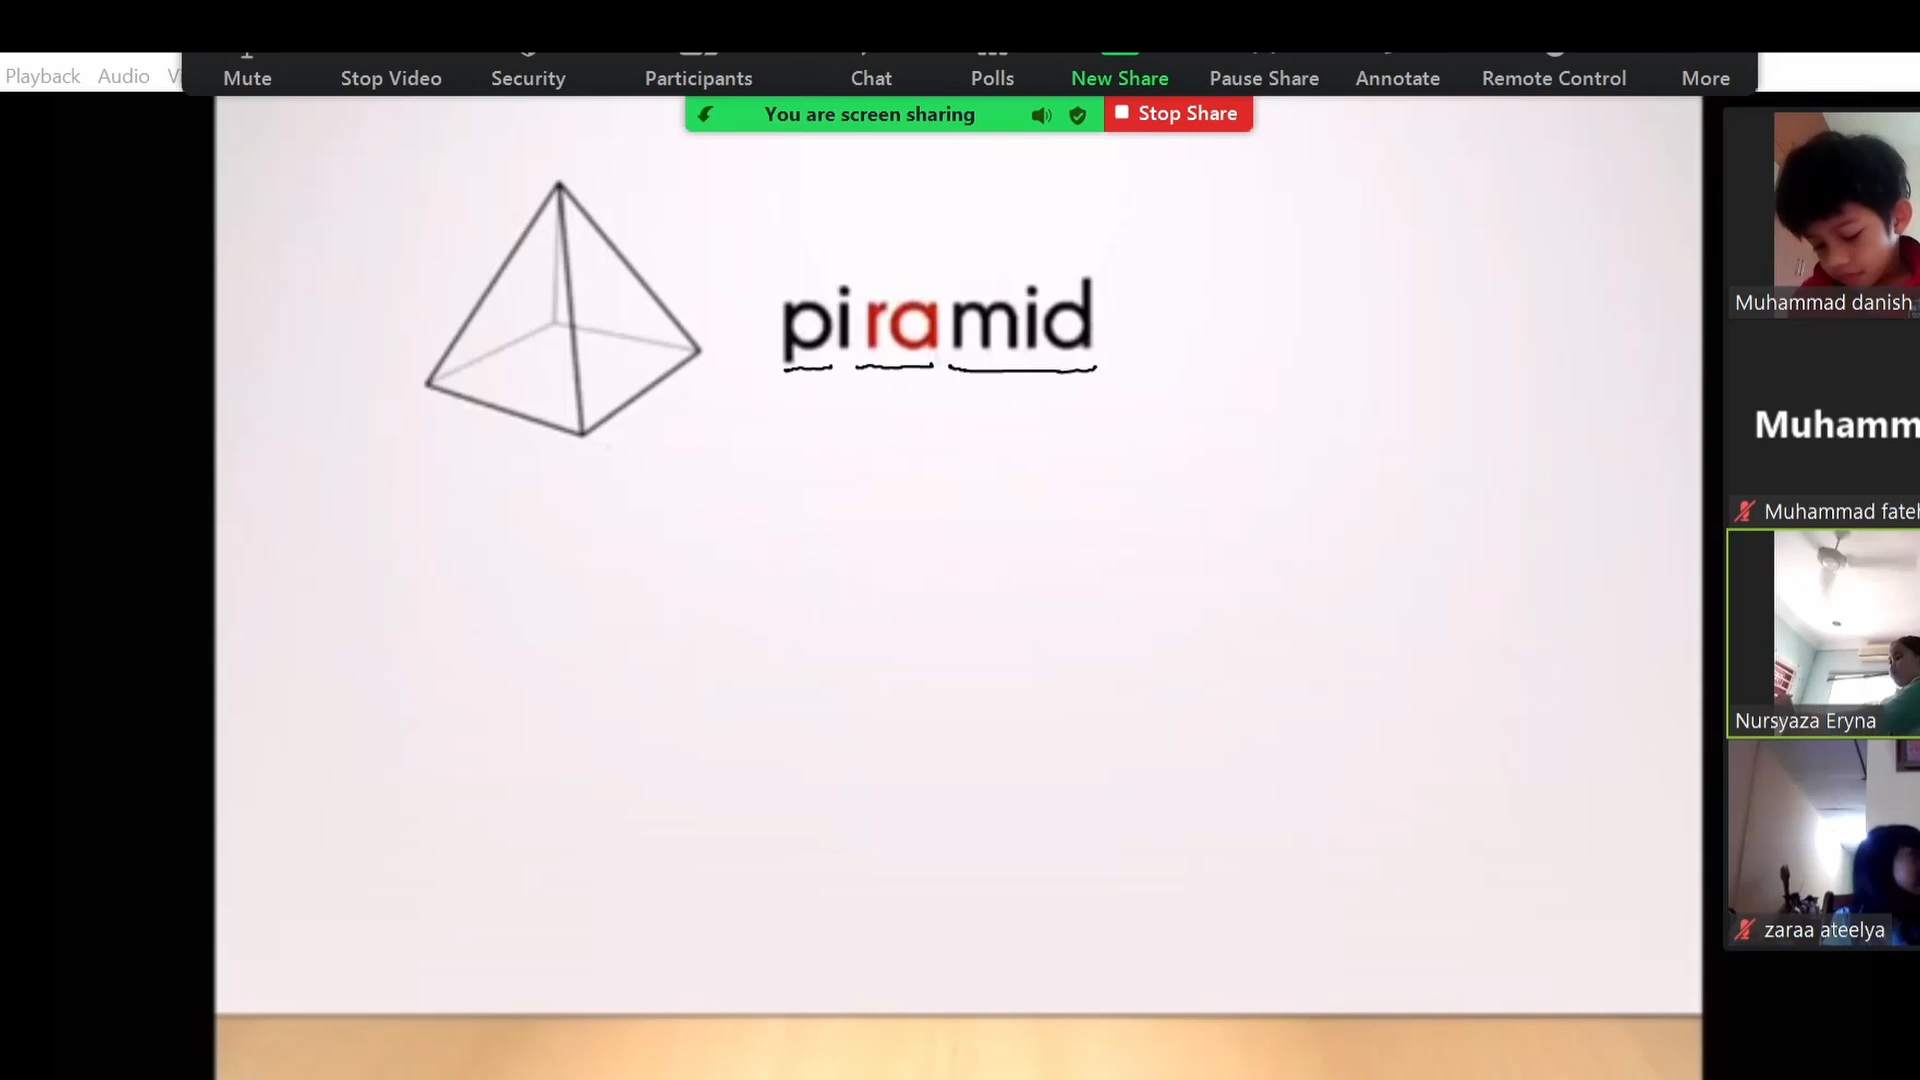 Playback Audio Vi
Mute Stop Video Security Participants Chat Polls New Share Pause Share Annotate Remote Control More
You are screen sharing Stop Share
piramid
Muhammad danish
Muhamm
Muhammad fateh
Nursyaza Eryna
zaraa ateelya